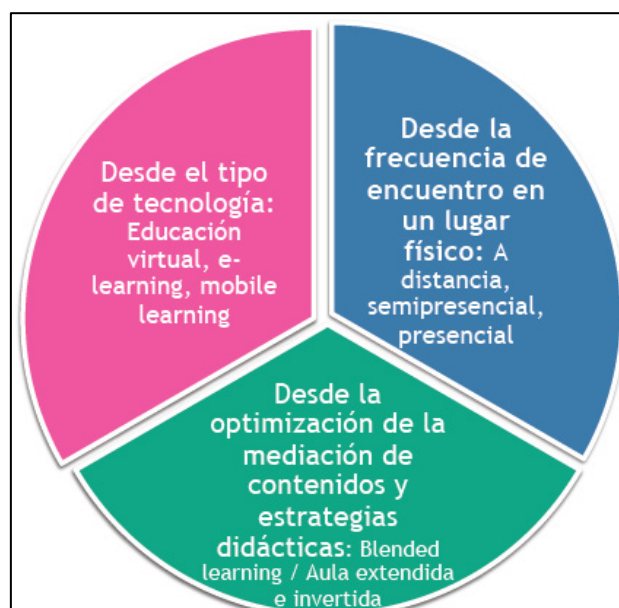 Desde el tipo
de tecnología:
Educación
virtual, e-
learning, mobile
learning
Desde la
frecuencia de
encuentro en
un lugar
físico: A
distancia,
semipresencial,
presencial
Desde la
optimización de la
mediación de
contenidos y
estrategias
didácticas: Blended
learning / Aula extendida
e invertida